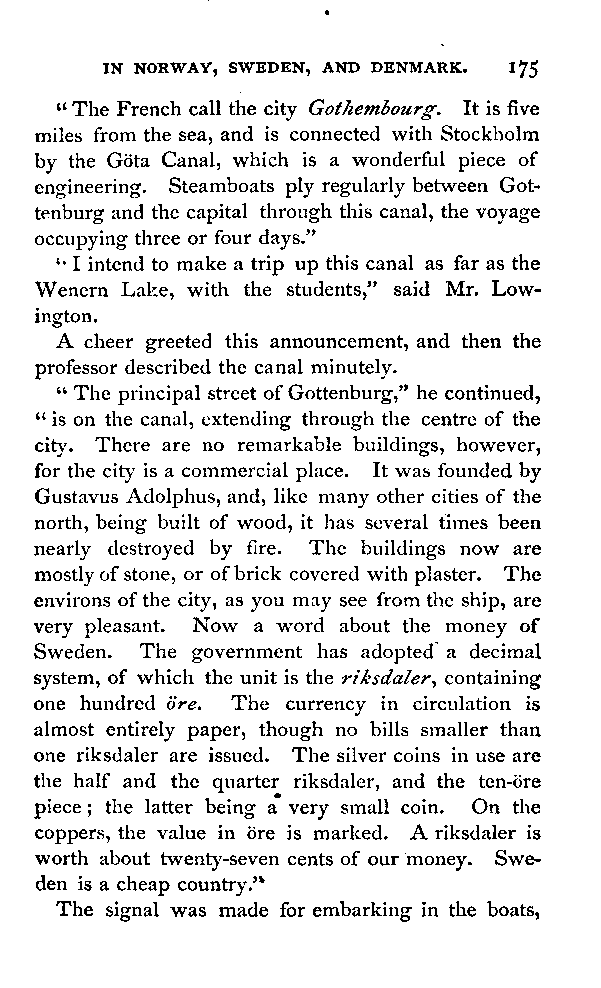 IN NORWAY, SWEDEN, AND DENMARK. 175
“ The French call the city Gothembourg. It is five
miles from the sea, and is connected with Stockholm
by the Göta Canal, which is a wonderful piece of
engineering. Steamboats ply regularly between Got-
tenburg and the capital through this canal, the voyage
occupying three or four days.”
“ I intend to make a trip up this canal as far as the
Wenern Lake, with the students,” said Mr. Low-
ington.
A cheer greeted this announcement, and then the
professor described the canal minutely.
“ The principal street of Gottenburg,” he continued,
“ is on the canal, extending through the centre of the
city. There are no remarkable buildings, however,
for the city is a commercial place. It was founded by
Gustavus Adolphus, and, like many other cities of the
north, being built of wood, it has several times been
nearly destroyed by fire. The buildings now are
mostly of stone, or of brick covered with plaster. The
environs of the city, as you may see from the ship, are
very pleasant. Now a word about the money of
Sweden. The government has adopted a decimal
system, of which the unit is the riksdaler, containing
one hundred öre. The currency in circulation is
almost entirely paper, though no bills smaller than
one riksdaler are issued. The silver coins in use are
the half and the quarter riksdaler, and the ten-öre
piece ; the latter being a very small coin. On the
coppers, the value in öre is marked. A riksdaler is
worth about twenty-seven cents of our money. Swe-
den is a cheap country.”
The signal was made for embarking in the boats,